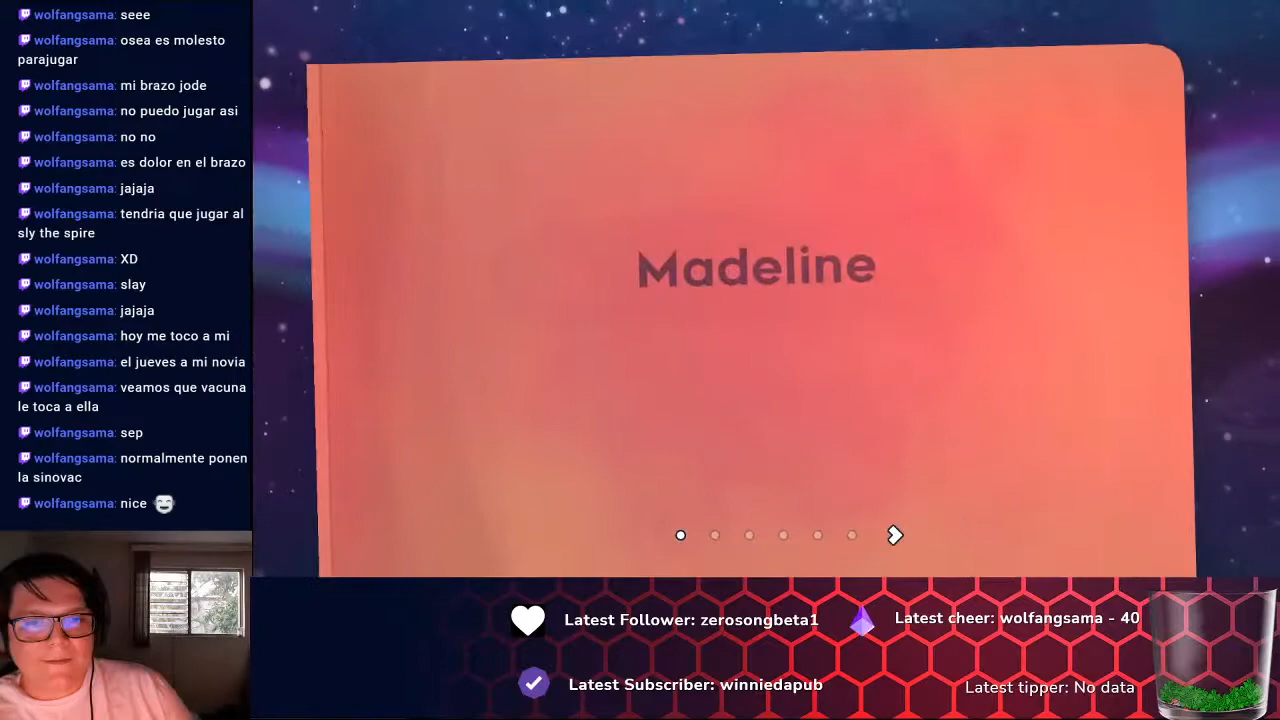 wolfangsama: seee
wolfangsama: osea es molesto
parajugar
wolfangsama: mi brazo jode
wolfangsama: no puedo jugar asi
wolfangsama: no no
wolfangsama: es dolor en el brazo
wolfangsama: jajaja
wolfangsama: tendria que jugar al
sly the spire
wolfangsama: XD
wolfangsama: slay
wolfangsama: jajaja
wolfangsama: hoy me toco a mi
wolfangsama: el jueves a mi novia
wolfangsama: veamos que vacuna
le toca a ella
wolfangsama: sep
wolfangsama: normalmente ponen
la sinovac
wolfangsama: nice
Madeline
Latest Follower: zerosongbeta1
Latest cheer: wolfangsama - 40
Latest Subscriber: winniedapub
Latest tipper: No data